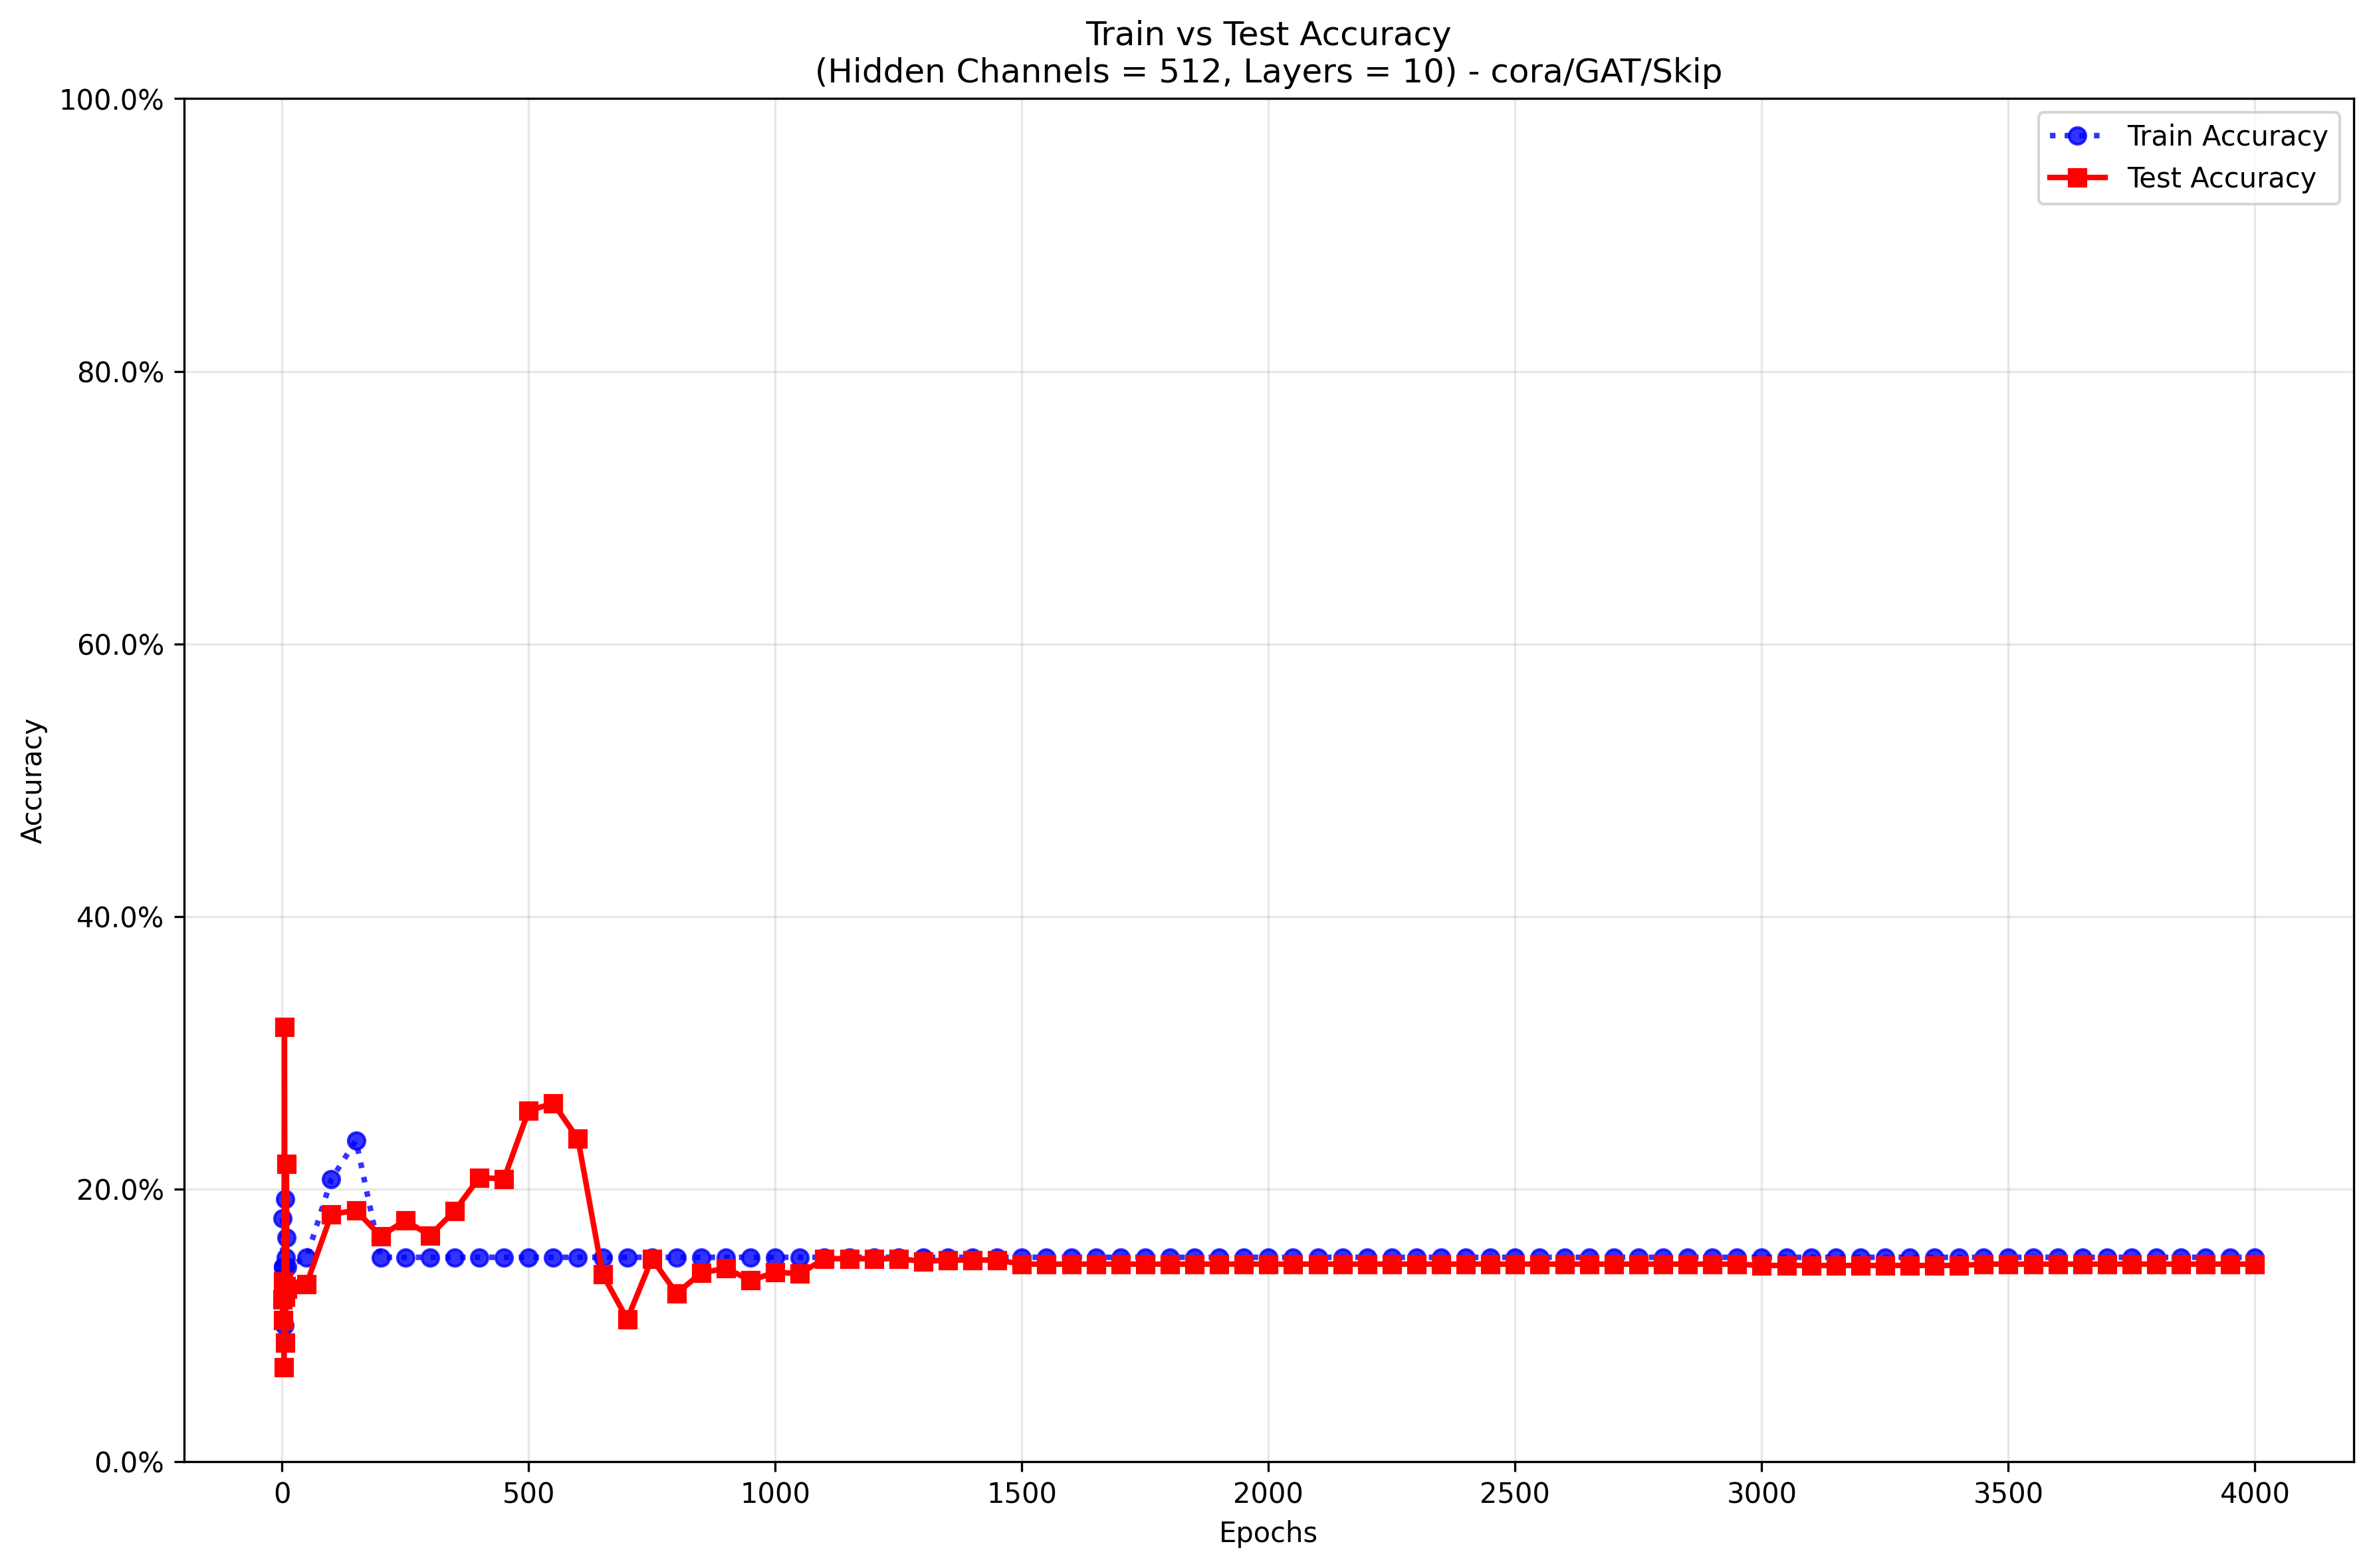 Train vs Test Accuracy
(Hidden Channels = 512, Layers = 10) - cora/GAT/Skip
100.0%
80.0%
60.0%
40.0%
20.0%
0.0%
Accuracy
Train Accuracy
Test Accuracy
0 500 1000 1500 2000 2500 3000 3500 4000
Epochs